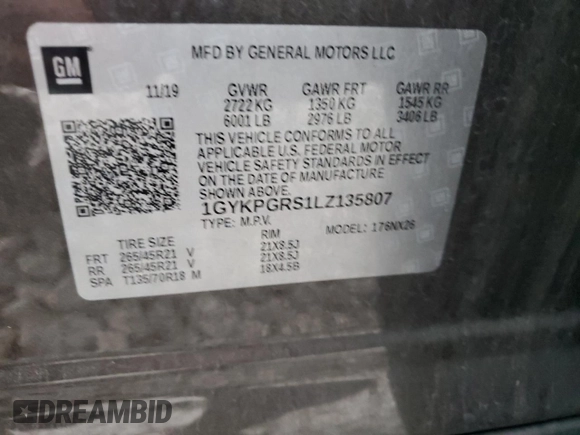 GM
MFD BY GENERAL MOTORS LLC
11/19 GVWR GAWR FRT GAWR RR
2722 KG 1350 KG 1545 KG
6001 LB 2976 LB 3406 LB
THIS VEHICLE CONFORMS TO ALL
APPLICABLE U.S. FEDERAL MOTOR
VEHICLE SAFETY STANDARDS IN EFFECT
ON THE DATE OF MANUFACTURE
SHOWN ABOVE.
1GYKPGRS1LZ135807
TYPE: M.P.V. MODEL: 176NX26
TIRE SIZE RIM
FRT 265/45R21 V 21X8.5J
RR 265/45R21 V 21X8.5J
SPA T135/70R18 M 18X4.5B
DREAMBID